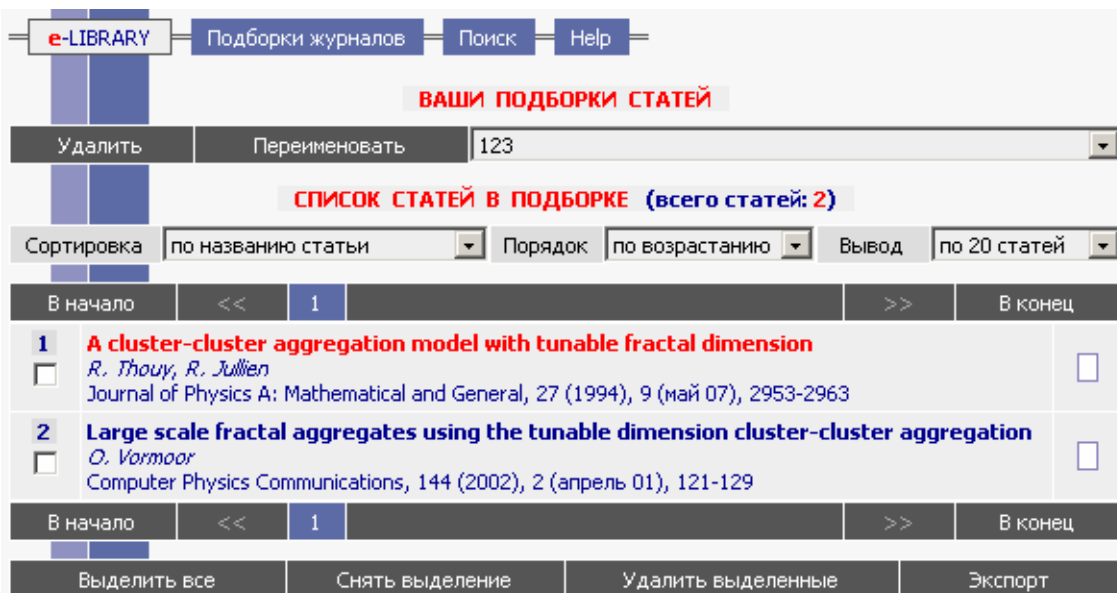 e-LIBRARY Подборки журналов Поиск Help
ВАШИ ПОДБОРКИ СТАТЕЙ
Удалить Переименовать 123
СПИСОК СТАТЕЙ В ПОДБОРКЕ (всего статей: 2)
Сортировка по названию статьи Порядок по возрастанию Вывод по 20 статей
В начало << 1 >> В конец
1 A cluster-cluster aggregation model with tunable fractal dimension
R. Thouy, R. Jullien
Journal of Physics A: Mathematical and General, 27 (1994), 9 (май 07), 2953-2963
2 Large scale fractal aggregates using the tunable dimension cluster-cluster aggregation
O. Vormoor
Computer Physics Communications, 144 (2002), 2 (апрель 01), 121-129
В начало << 1 >> В конец
Выделить все Снять выделение Удалить выделенные Экспорт